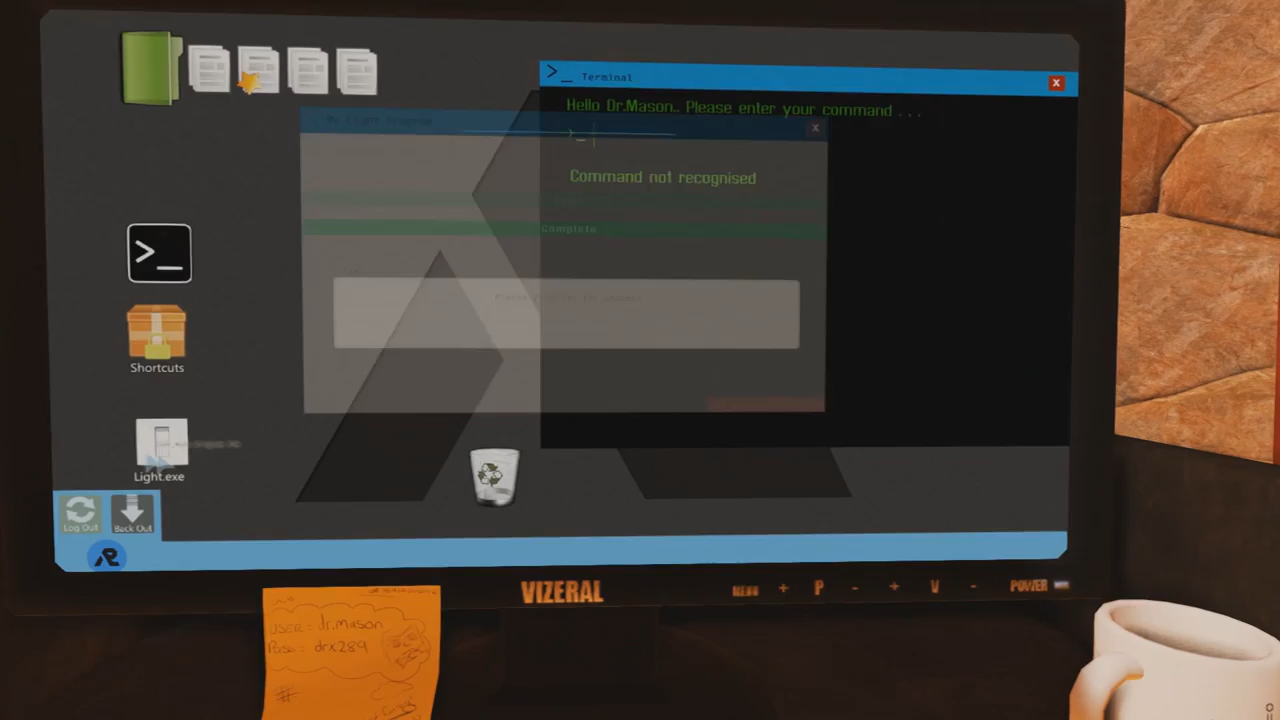 >_ Terminal
x
Hello Dr.Mason.. Please enter your command ...
>_
x
Command not recognised
Complete
>_
Shortcuts
Light.exe
Log Out
Back Out
VIZERAL
MENU + P - + V - POWER
USER : dr.mason
Pass : drx289
#